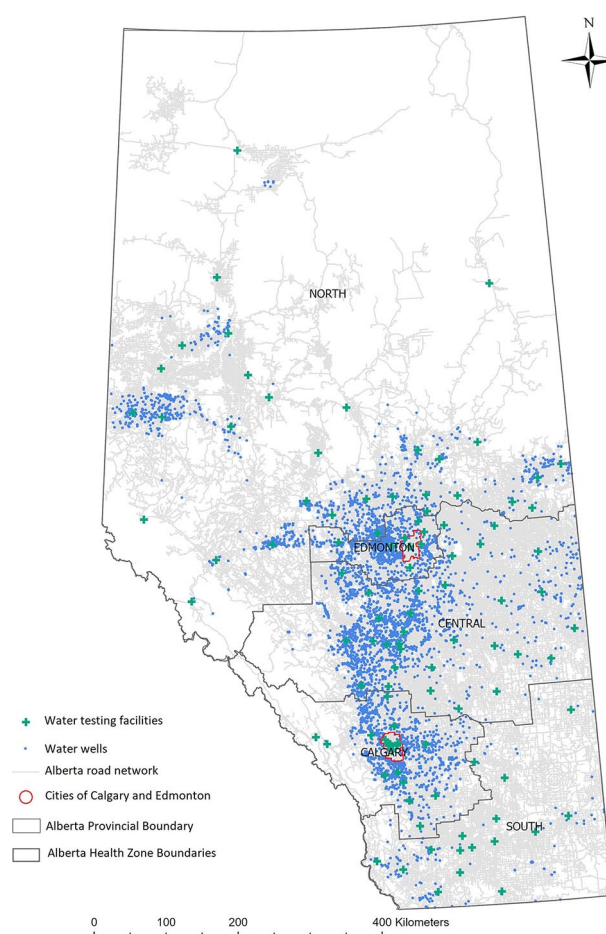 N
NORTH
EDMONTON
CENTRAL
CALGARY
SOUTH
Water testing facilities
Water wells
Alberta road network
Cities of Calgary and Edmonton
Alberta Provincial Boundary
Alberta Health Zone Boundaries
0 100 200 400 Kilometers